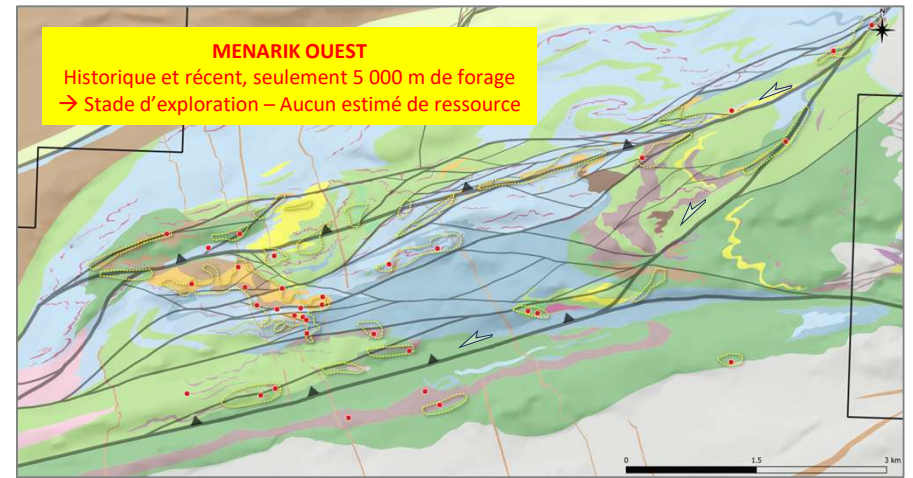 MENARIK OUEST
Historique et récent, seulement 5 000 m de forage
→ Stade d'exploration – Aucun estimé de ressource
N
0 1.5 3 km